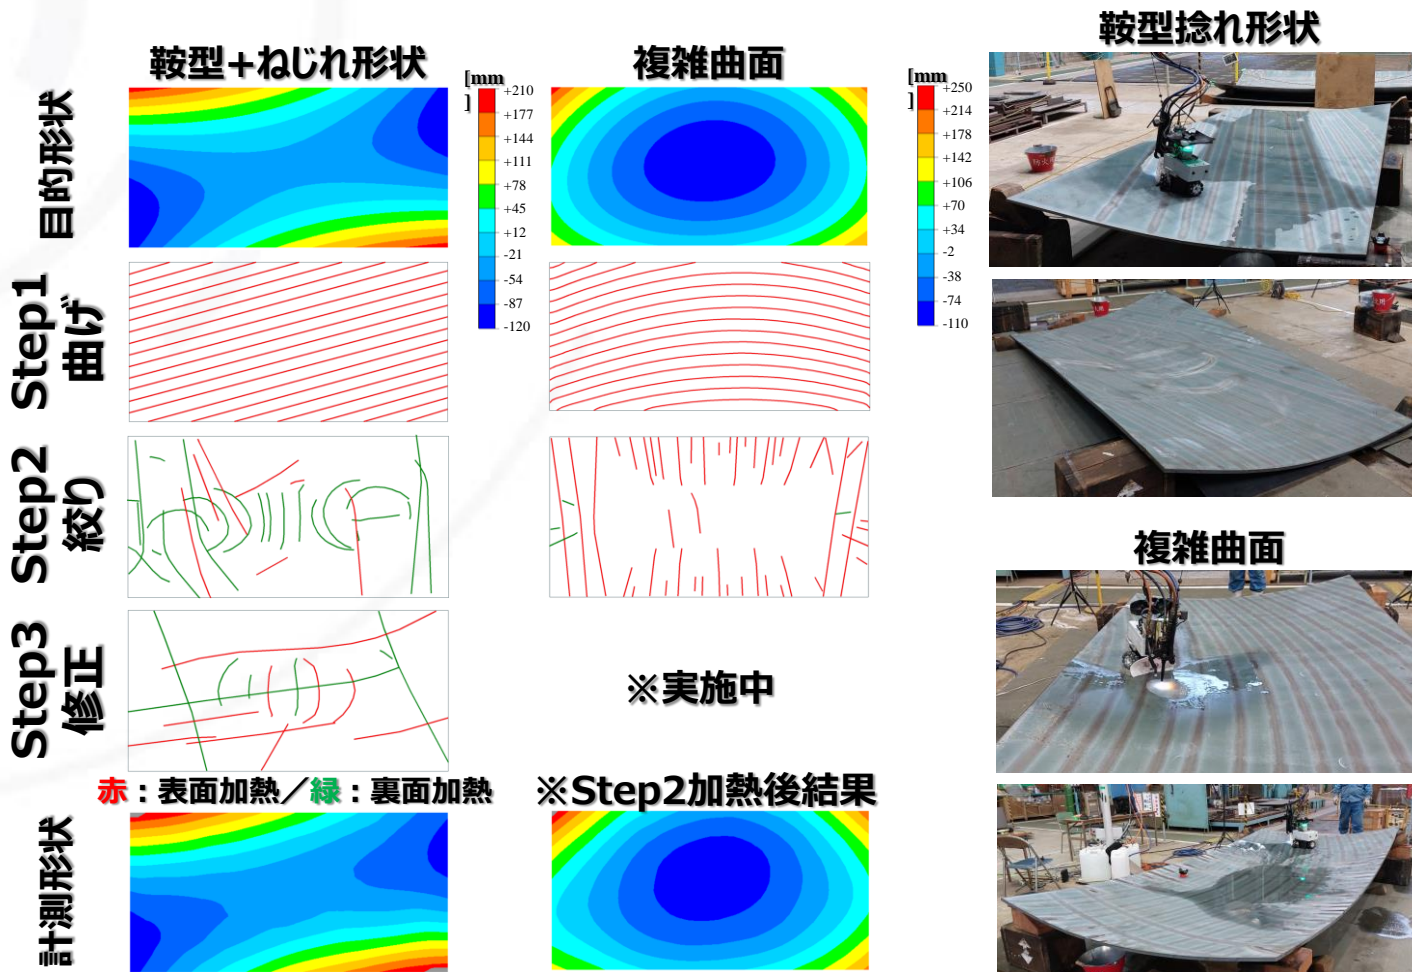 鞍型+ねじれ形状
複雑曲面
鞍型捻れ形状
目的形状
[mm
]
+210
+177
+144
+111
+78
+45
+12
-21
-54
-87
-120
[mm
]
+250
+214
+178
+142
+106
+70
+34
-2
-38
-74
-110
Step1
曲げ
Step2
絞り
複雑曲面
Step3
修正
※実施中
赤：表面加熱／緑：裏面加熱
※Step2加熱後結果
計測形状